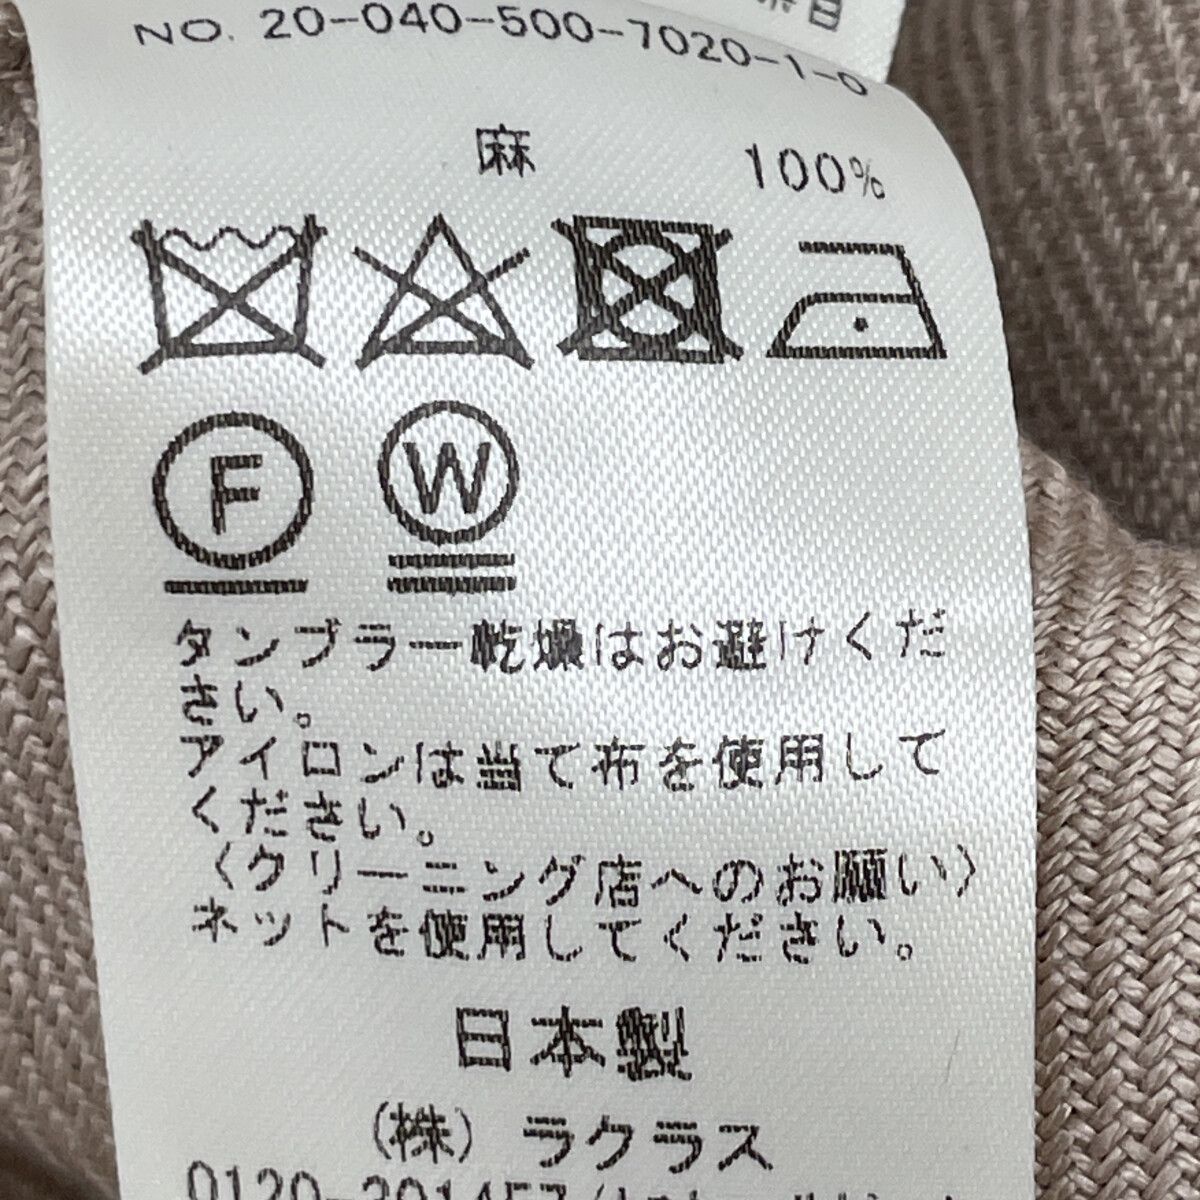 NO. 20-040-500-7020-1-0
麻 100%
F W
タンブラー乾燥はお避けくだ
さい。
アイロンは当て布を使用して
ください。
〈クリーニング店へのお願い〉
ネットを使用してください。
日本製
(株) ラクラス